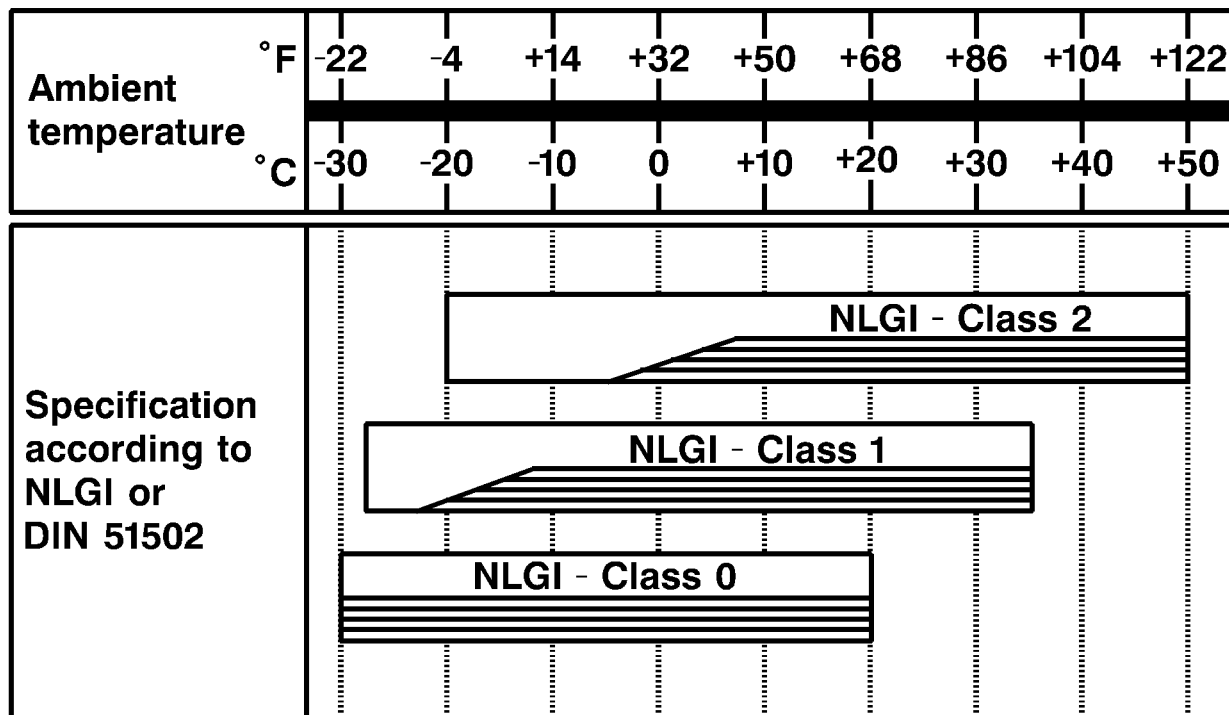 °F -22 -4 +14 +32 +50 +68 +86 +104 +122
Ambient
temperature
°C -30 -20 -10 0 +10 +20 +30 +40 +50
NLGI - Class 2
Specification
according to
NLGI or
DIN 51502
NLGI - Class 1
NLGI - Class 0